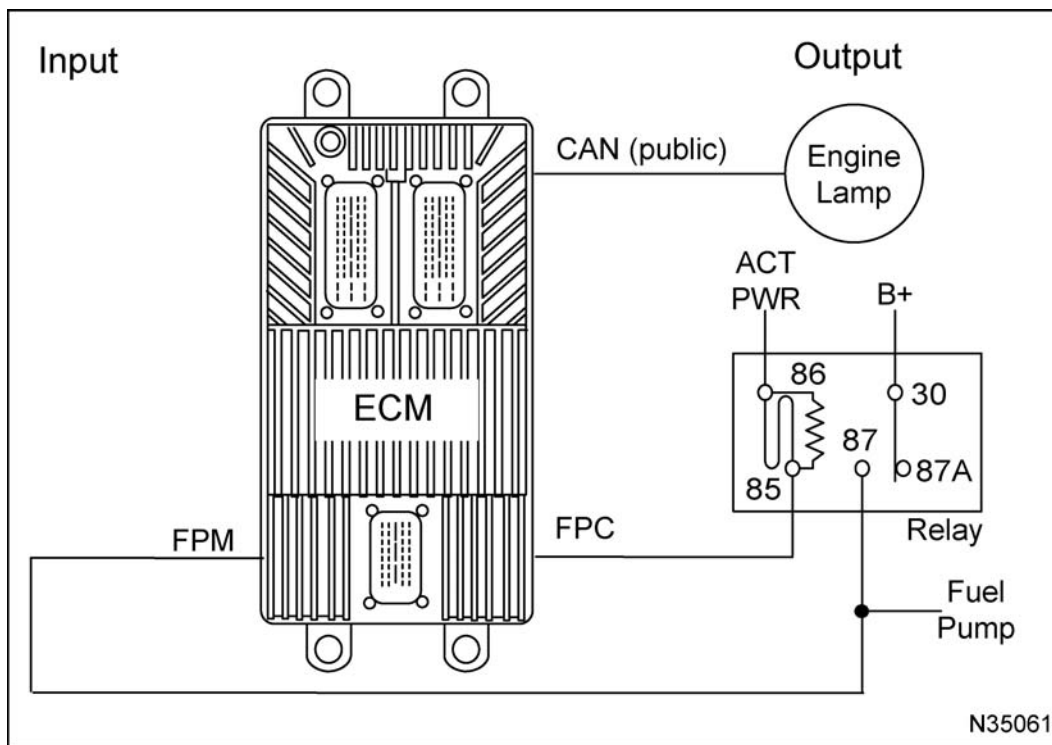 Input
Output
CAN (public)
Engine
Lamp
ACT
PWR
B+
86
30
87
87A
85
ECM
Relay
FPM
FPC
Fuel
Pump
N35061